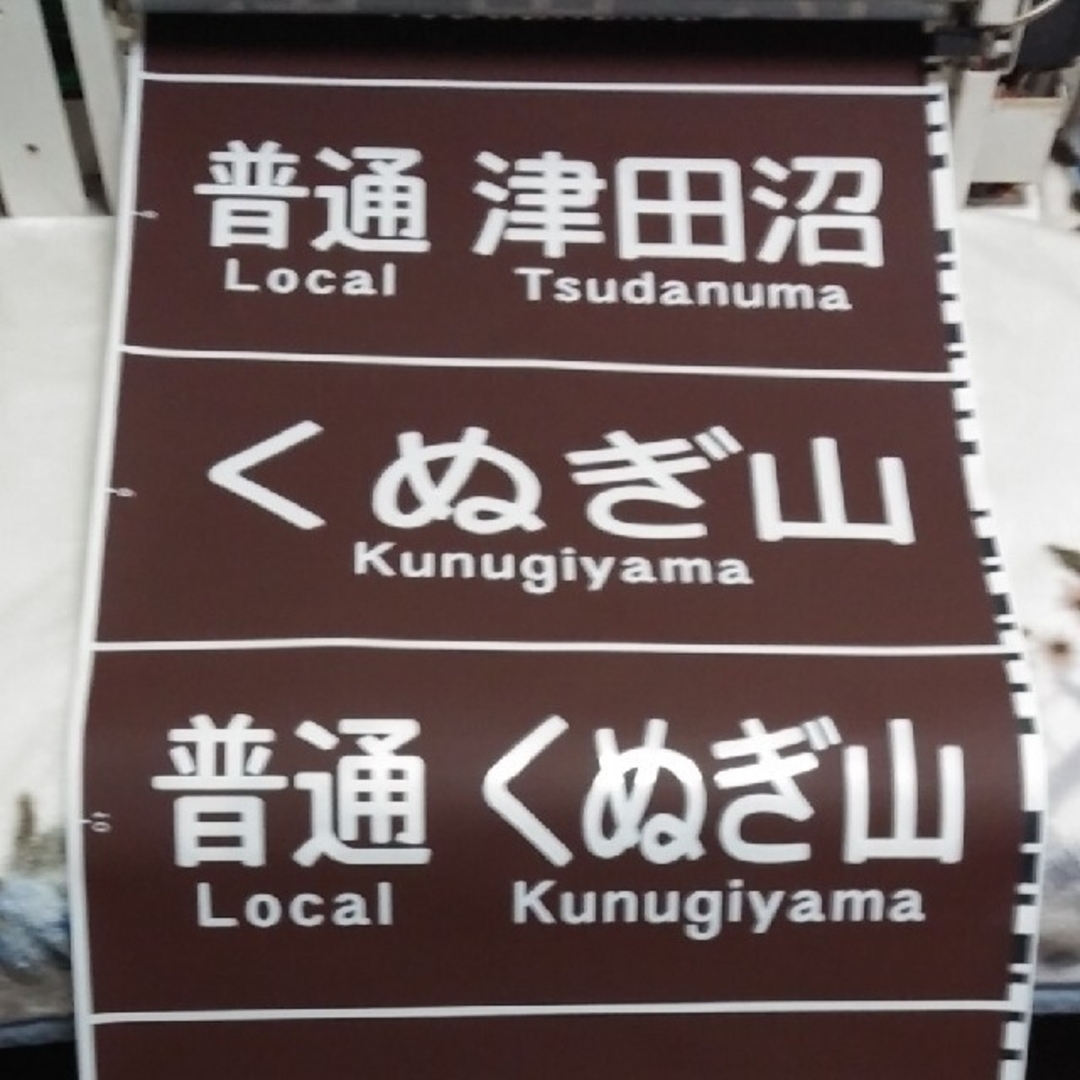 普通 津田沼
Local Tsudanuma
くぬぎ山
Kunugiyama
普通 くぬぎ山
Local Kunugiyama
10